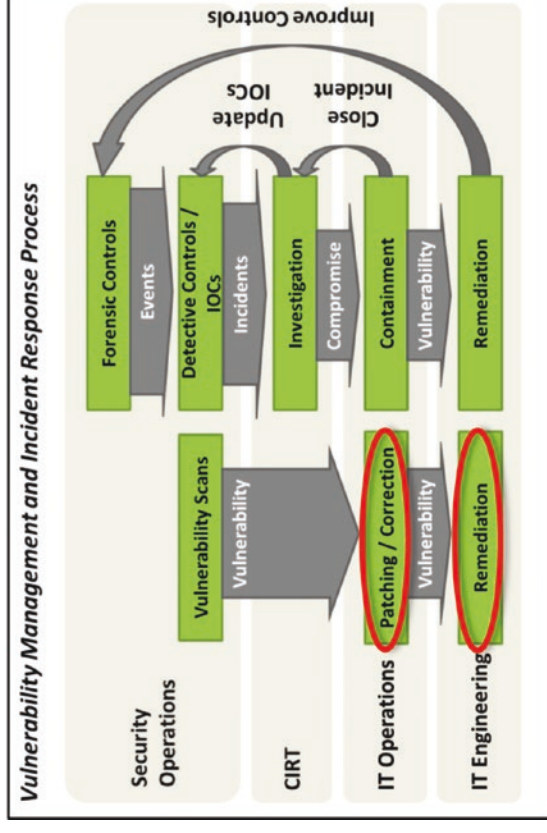 Vulnerability Management and Incident Response Process
Security
Operations
CIRT
IT Operations
IT Engineering
Vulnerability Scans
Vulnerability
Patching / Correction
Vulnerability
Remediation
Forensic Controls
Events
Detective Controls /
IOCs
Incidents
Investigation
Compromise
Containment
Vulnerability
Remediation
Update
IOCs
Close
Incident
Improve Controls